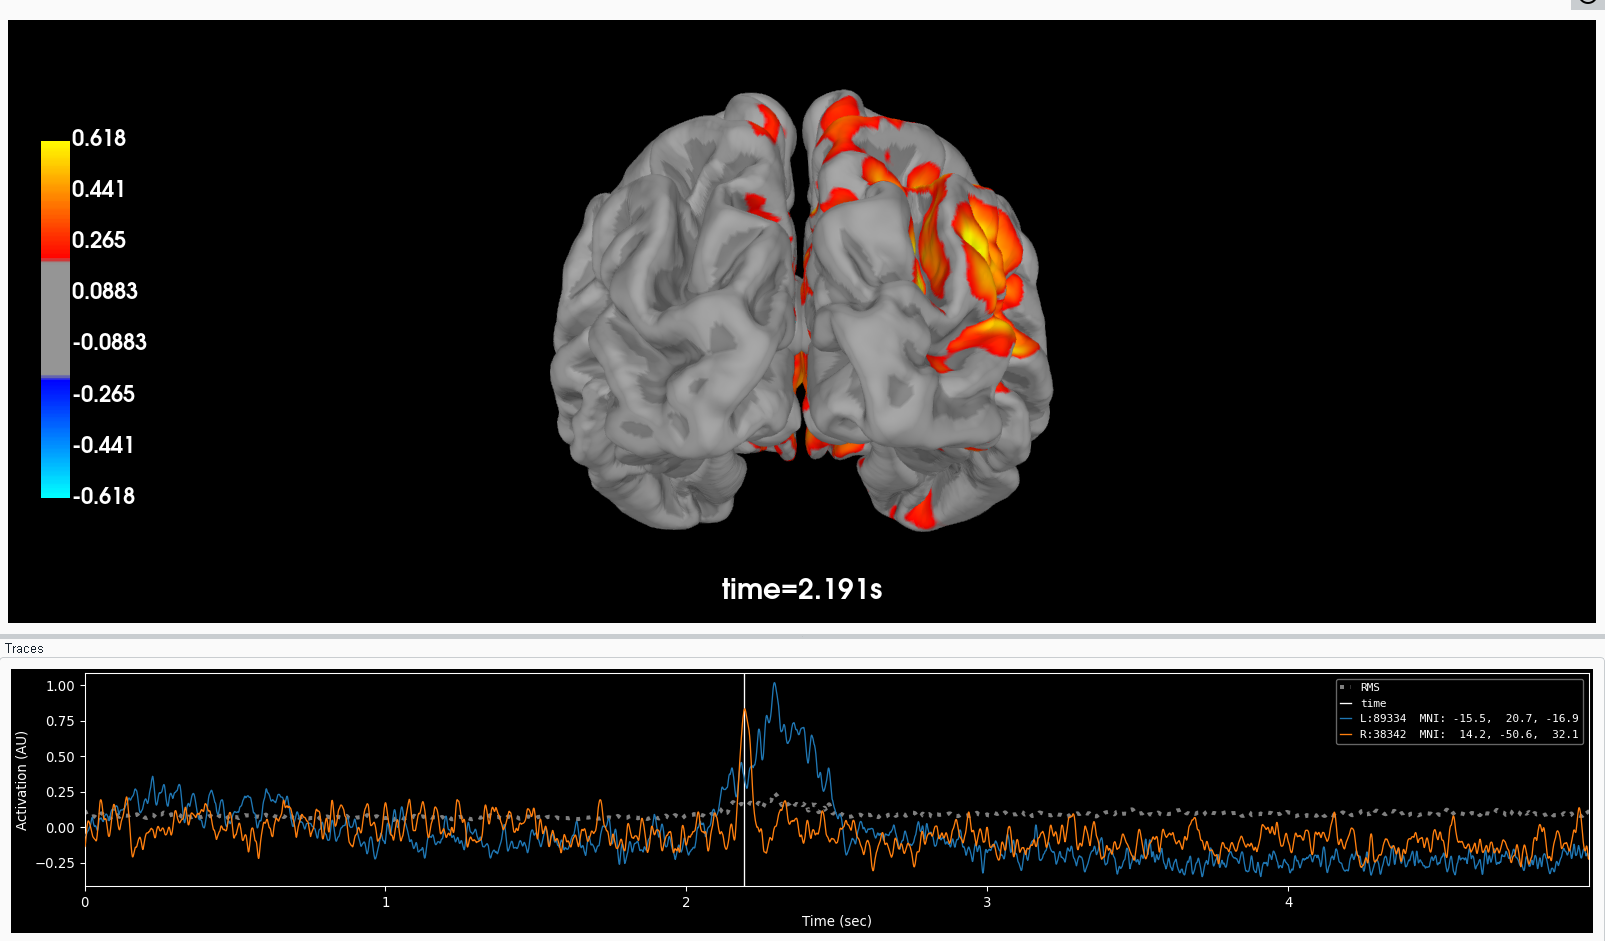 0.618
0.441
0.265
0.0883
-0.0883
-0.265
-0.441
-0.618
time=2.191s
Traces
1.00
0.75
0.50
0.25
0.00
−0.25
Activation (AU)
RMS
time
L:89334 MNI: -15.5, 20.7, -16.9
R:38342 MNI: 14.2, -50.6, 32.1
0 1 2 3 4
Time (sec)